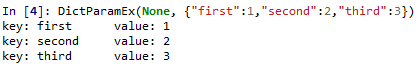 In [4]: DictParamEx(None, {"first":1,"second":2,"third":3})
key: first      value: 1
key: second     value: 2
key: third      value: 3